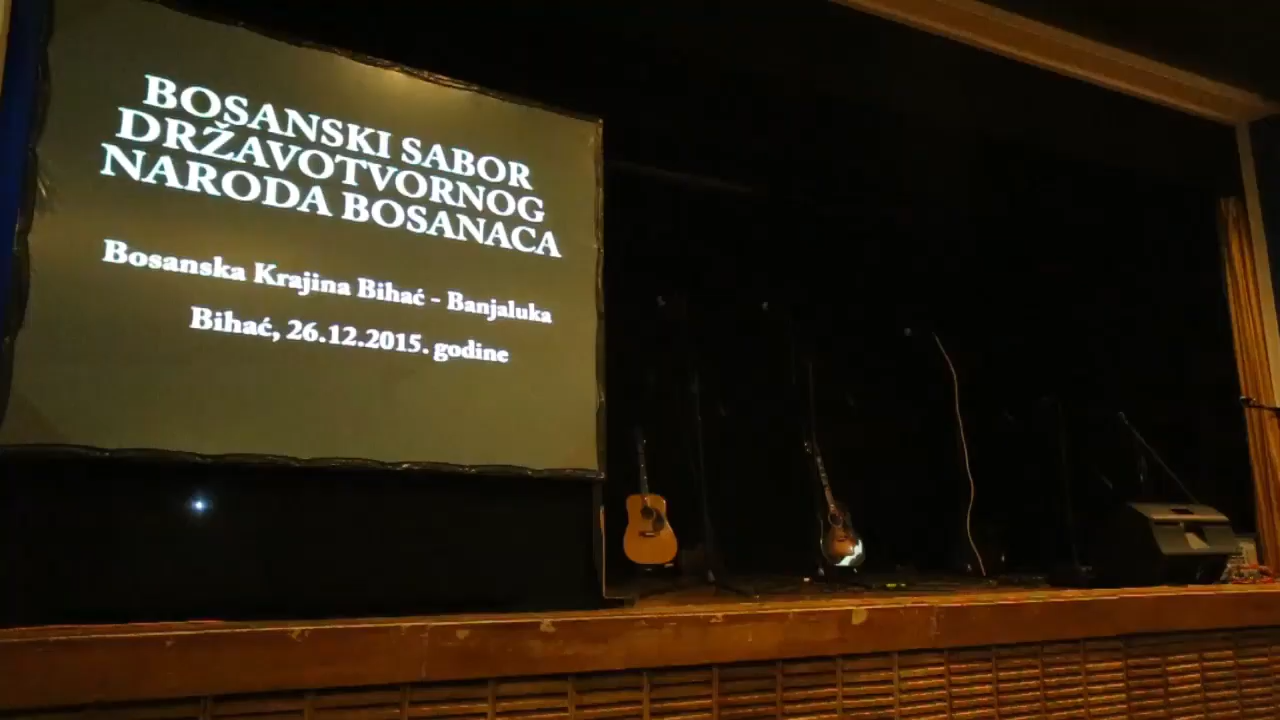 BOSANSKI SABOR
DRŽAVOTVORNOG
NARODA BOSANACA
Bosanska Krajina Bihać - Banjaluka
Bihać, 26.12.2015. godine